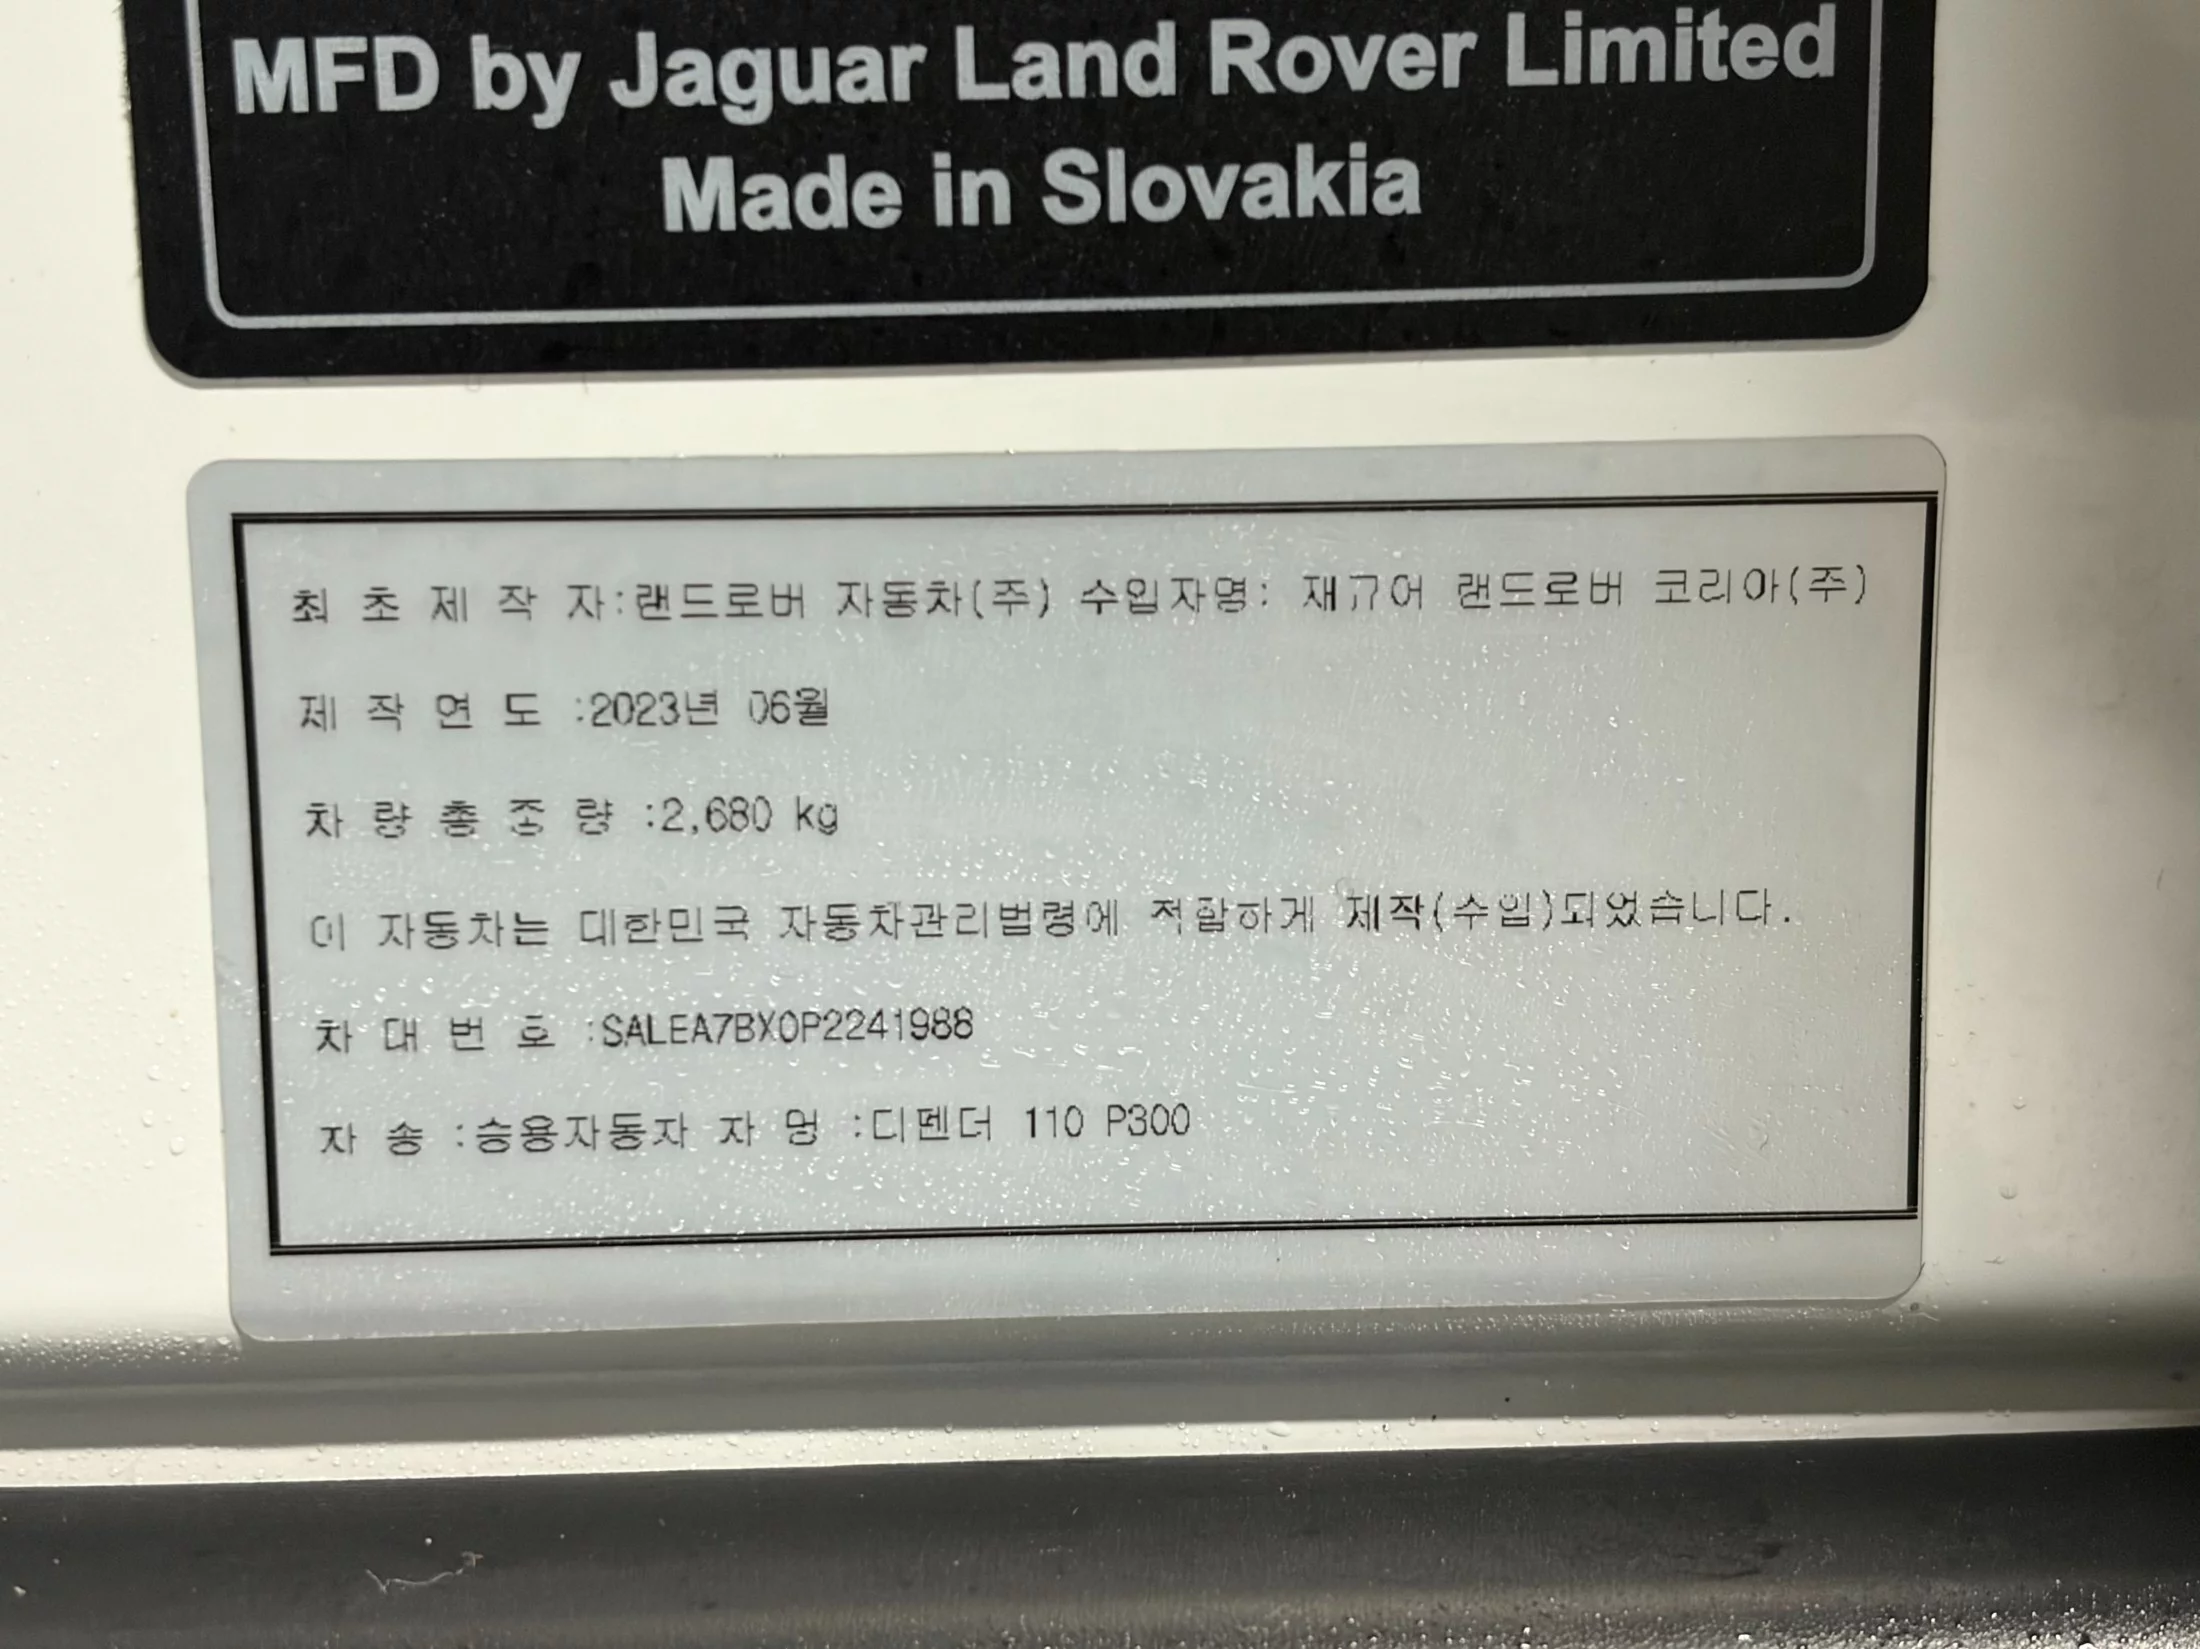 MFD by Jaguar Land Rover Limited
Made in Slovakia
최 초 제 작 자:랜드로버 자동차(주) 수입자명: 재규어 랜드로버 코리아(주)
제 작 연 도 :2023년 06월
차 량 총 중 량 :2,680 kg
이 자동차는 대한민국 자동차관리법령에 적합하게 제작(수입)되었습니다.
차 대 번 호 :SALEA7BX0P2241988
차 종 :승용자동차 차 명 :디펜더 110 P300